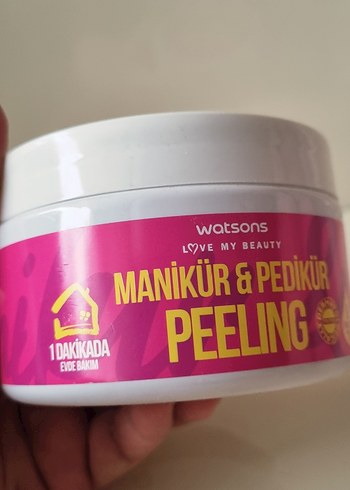 watsons
LOVE MY BEAUTY
MANİKÜR & PEDİKÜR
PEELING
1 DAKİKADA
EVDE BAKIM